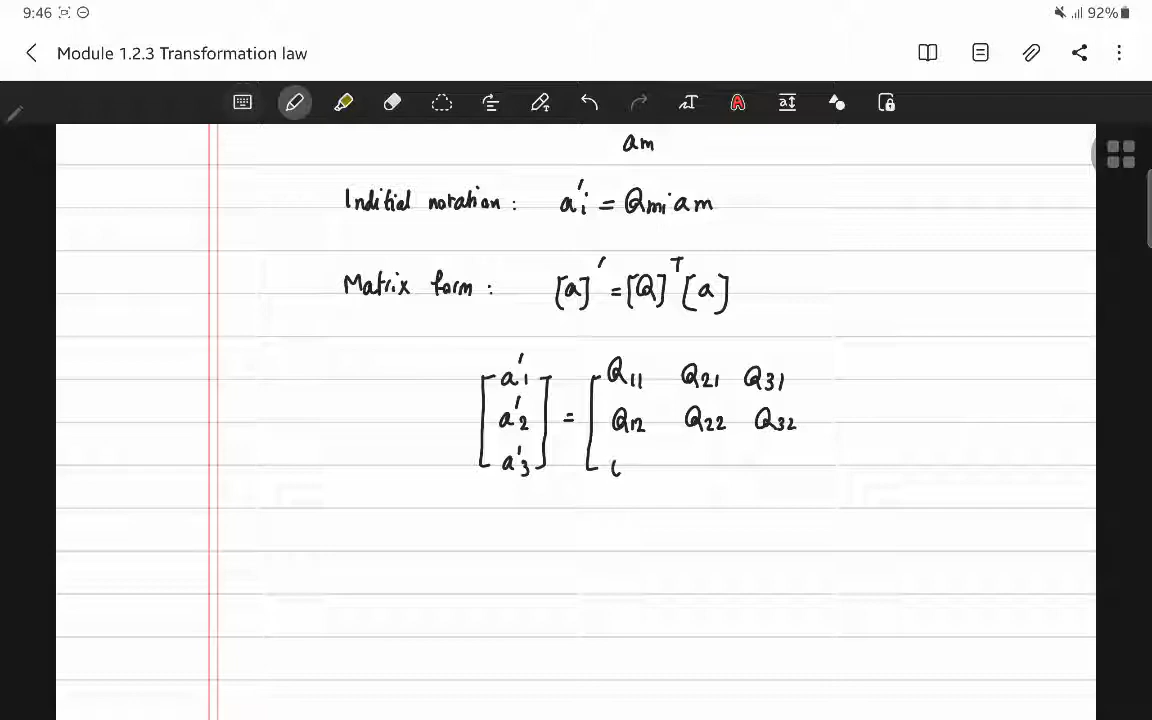 9:46 92%
Module 1.2.3 Transformation law
am
Inditial notation : a'i = Qmi am
Matrix form : [a]' = [Q]^T [a]
a'1 Q11 Q21 Q31
a'2 = Q12 Q22 Q32
a'3